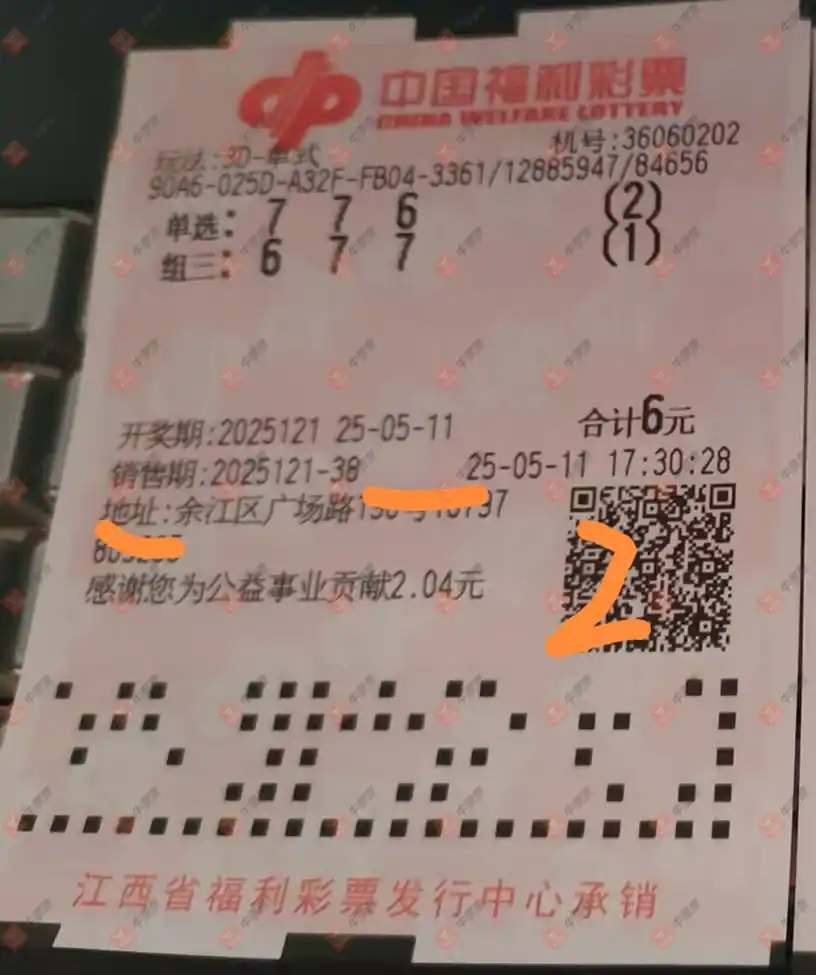 中国福利彩票
CHINA WELFARE LOTTERY
机号:36060202
玩法:3D-单式
90A6-025D-A32F-FB04-3361/12885947/84656
单选: 7 7 6 (2)
组三: 6 7 7 (1)
开奖期:2025121 25-05-11 合计6元
销售期:2025121-38 25-05-11 17:30:28
地址:余江区广场路
感谢您为公益事业贡献2.04元
2
江西省福利彩票发行中心承销